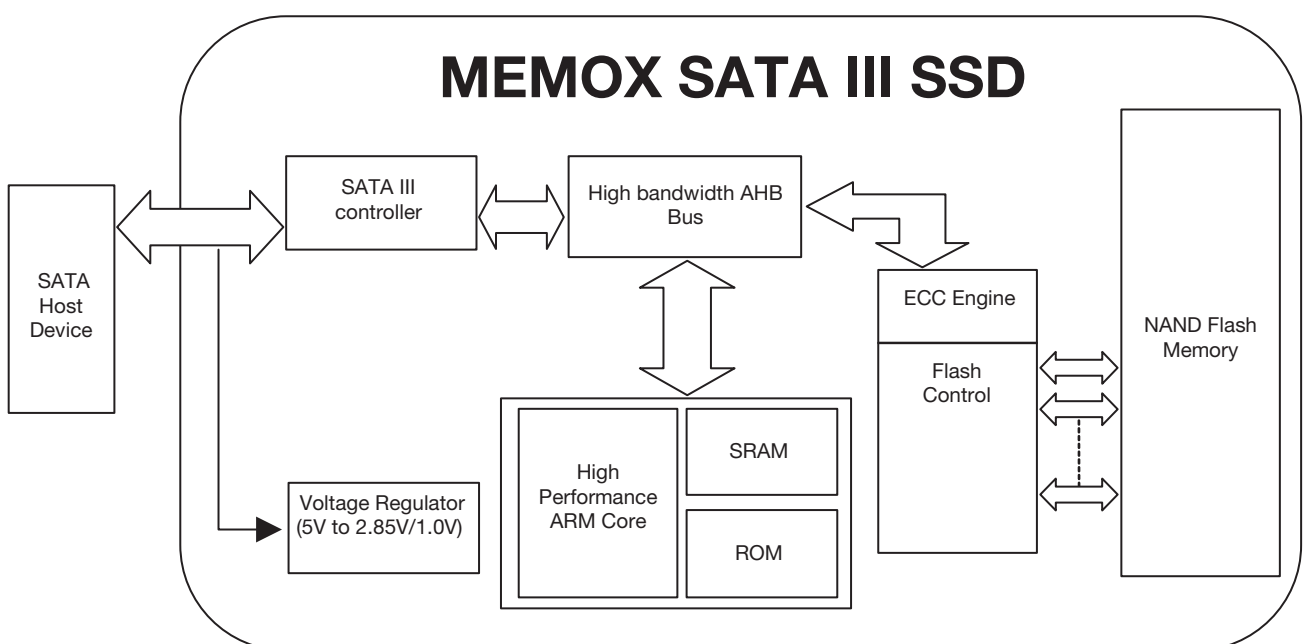 MEMOX SATA III SSD
SATA
Host
Device
SATA III
controller
High bandwidth AHB
Bus
ECC Engine
Flash
Control
NAND Flash
Memory
Voltage Regulator
(5V to 2.85V/1.0V)
High
Performance
ARM Core
SRAM
ROM